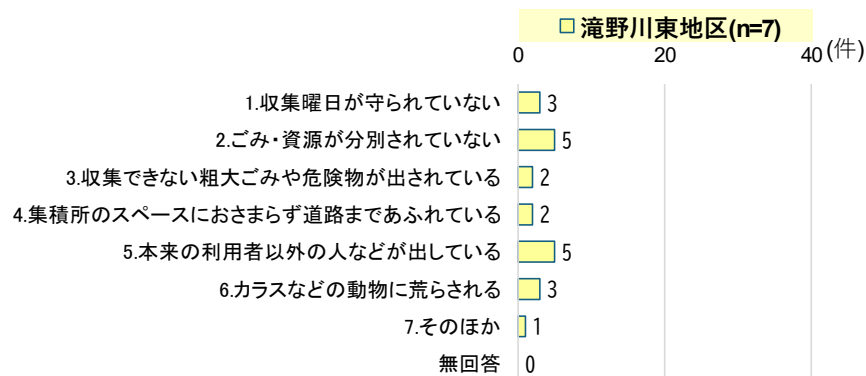 滝野川東地区(n=7)
0 20 40 (件)
1.収集曜日が守られていない 3
2.ごみ・資源が分別されていない 5
3.収集できない粗大ごみや危険物が出されている 2
4.集積所のスペースにおさまらず道路まであふれている 2
5.本来の利用者以外の人などが出している 5
6.カラスなどの動物に荒らされる 3
7.そのほか 1
無回答 0